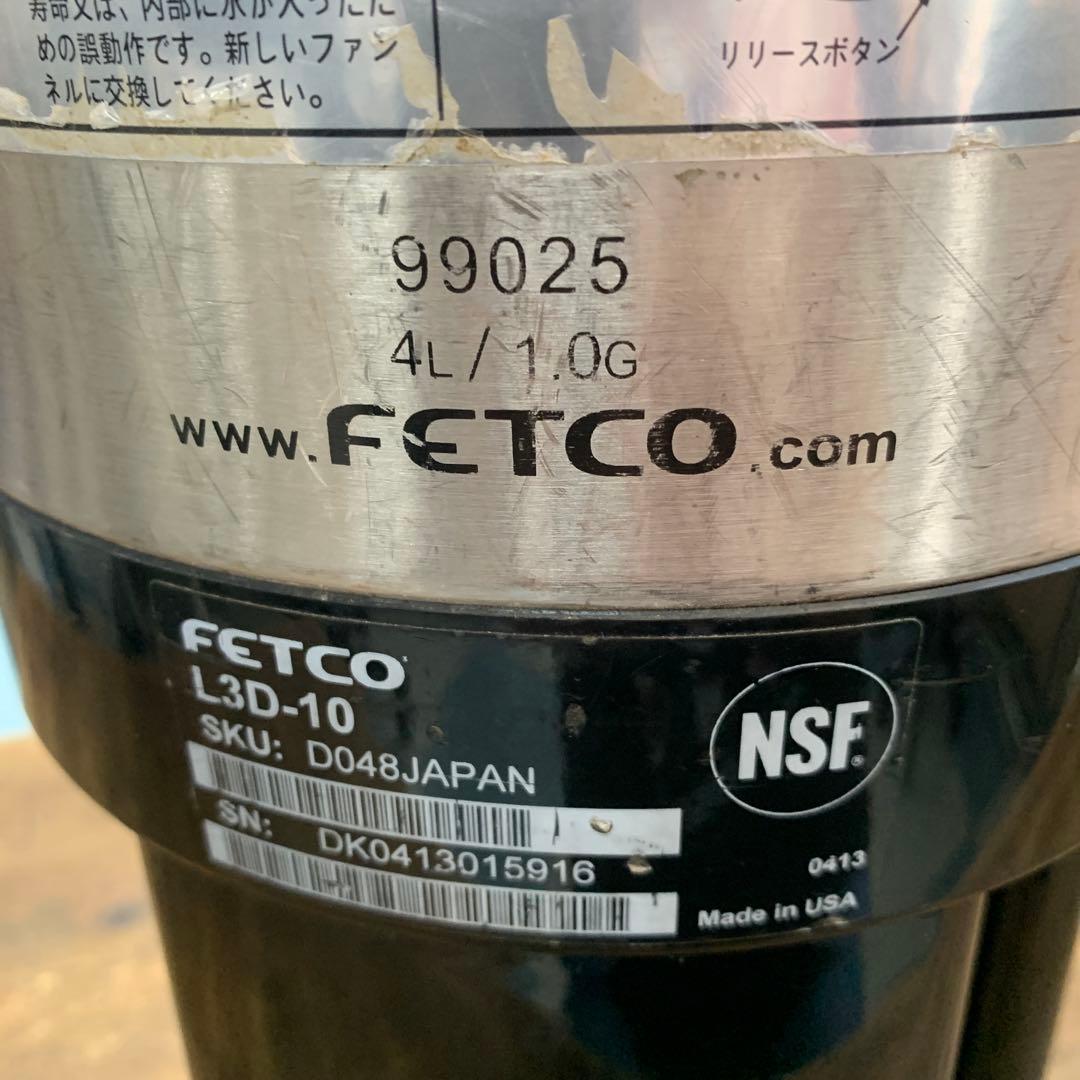 寿命又は、内部に水が入ったた
めの誤動作です。新しいファン
ネルに交換してください。
リリースボタン
99025
4L / 1.0G
www.FETCO.com
FETCO
L3D-10
SKU: D048JAPAN
SN: DK0413015916
NSF®
0413
Made in USA